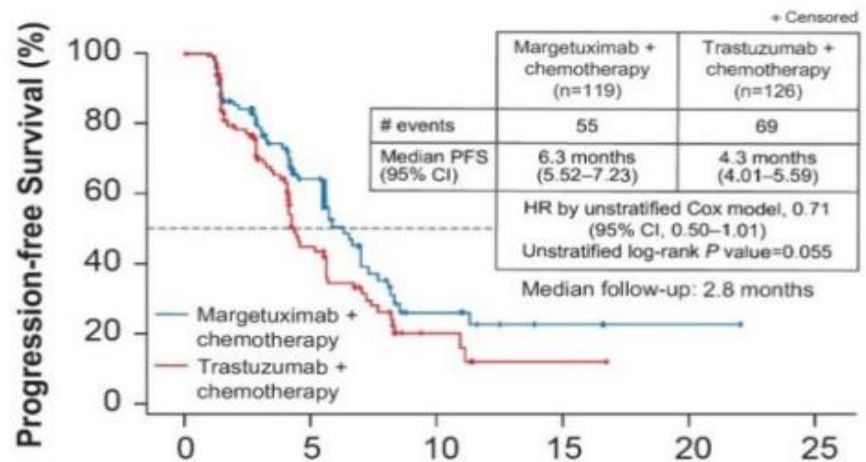 + Censored
Margetuximab + chemotherapy (n=119)
Trastuzumab + chemotherapy (n=126)
# events 55 69
Median PFS (95% CI) 6.3 months (5.52–7.23) 4.3 months (4.01–5.59)
HR by unstratified Cox model, 0.71
(95% CI, 0.50–1.01)
Unstratified log-rank P value=0.055
Median follow-up: 2.8 months
Progression-free Survival (%)
100
80
60
40
20
0
Margetuximab +
chemotherapy
Trastuzumab +
chemotherapy
0 5 10 15 20 25